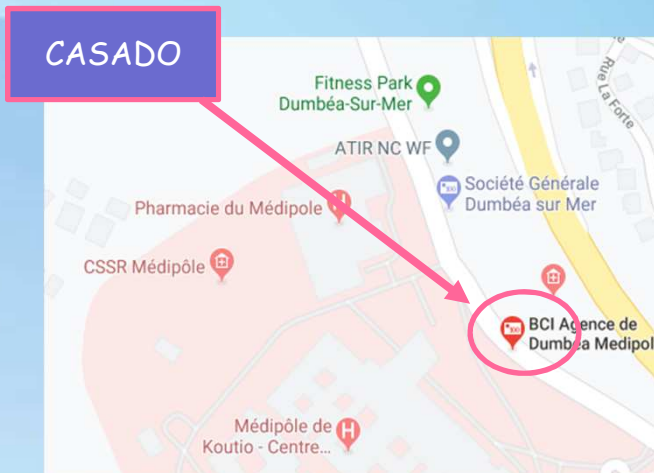 CASADO
Fitness Park
Dumbéa-Sur-Mer
Rue La Forte
ATIR NC WF
Société Générale
Dumbéa sur Mer
Pharmacie du Médipole
CSSR Médipôle
BCI Agence de
Dumbéa Medipol
Médipôle de
Koutio - Centre...